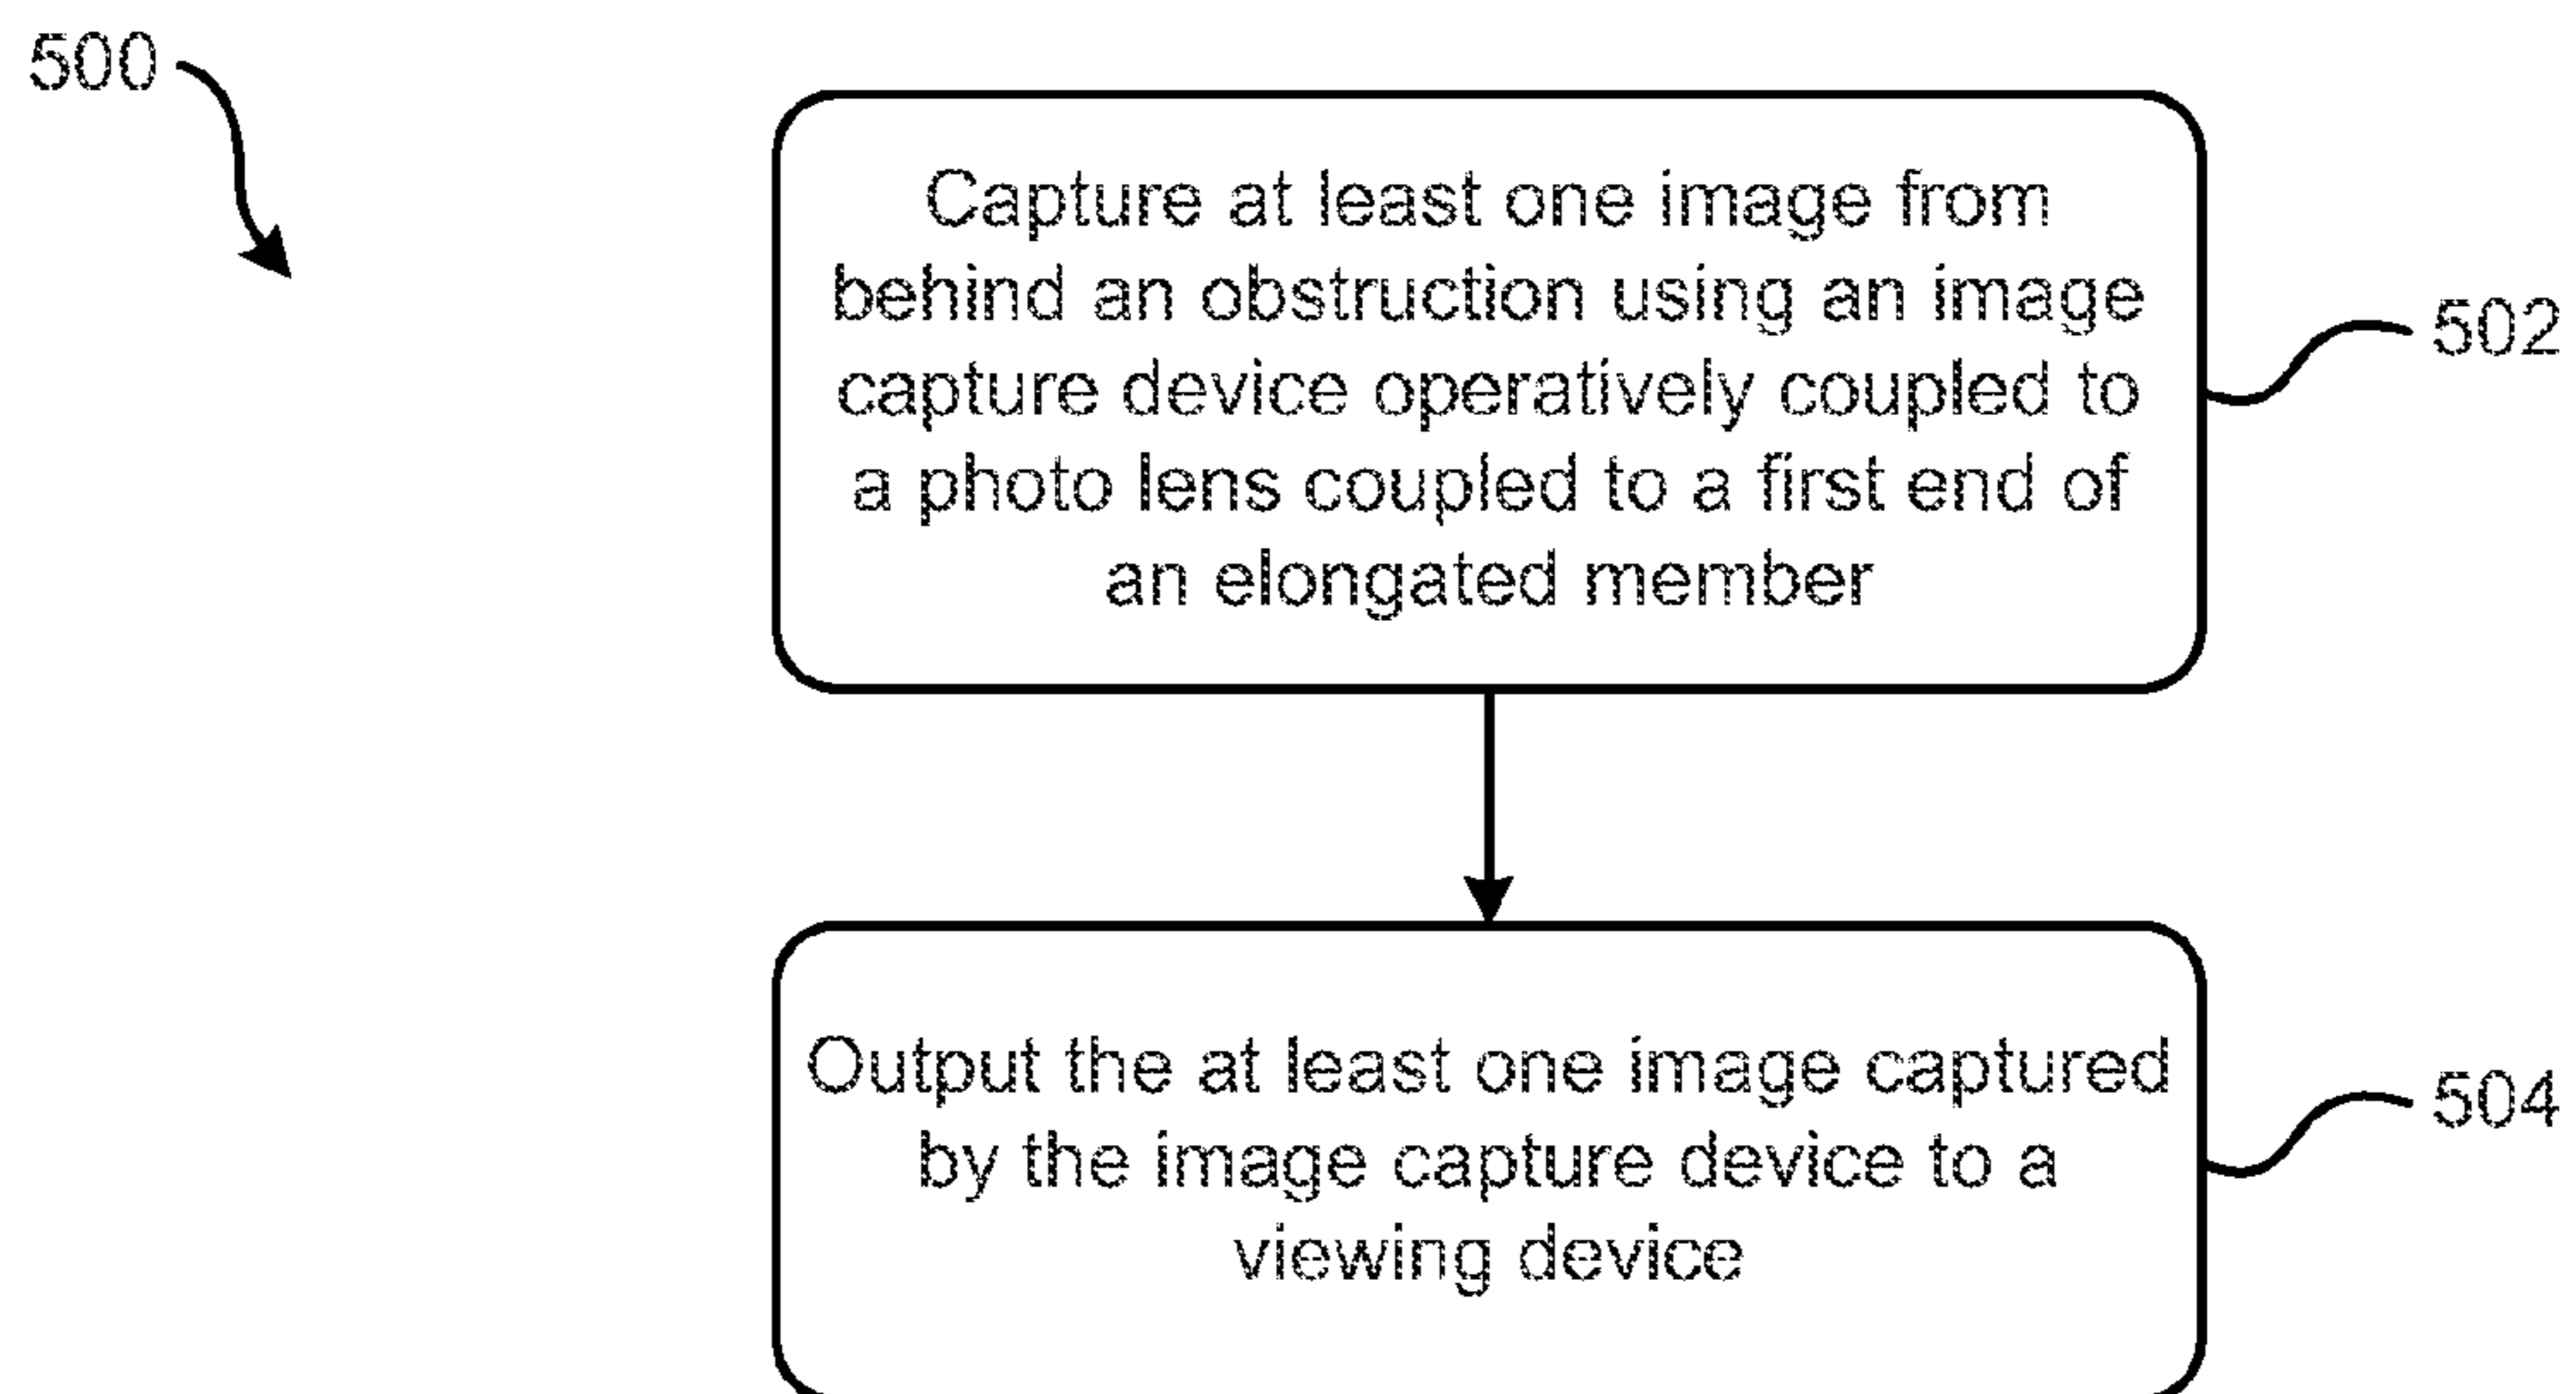 500
Capture at least one image from
behind an obstruction using an image
capture device operatively coupled to
a photo lens coupled to a first end of
an elongated member
502
Output the at least one image captured
by the image capture device to a
viewing device
504